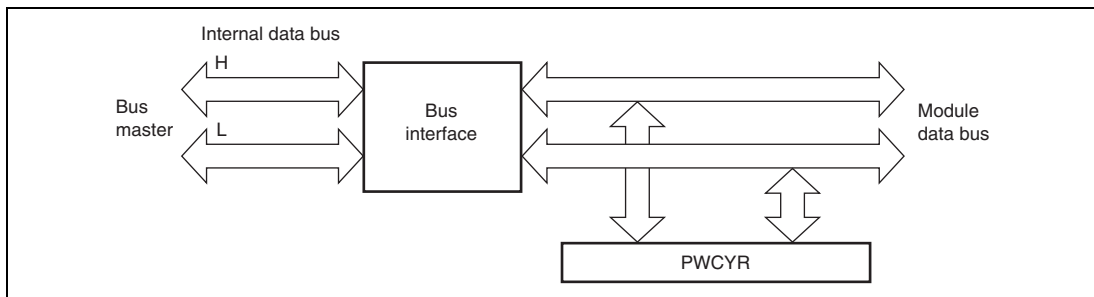 Internal data bus
H
Bus
master
L
Bus
interface
Module
data bus
PWCYR